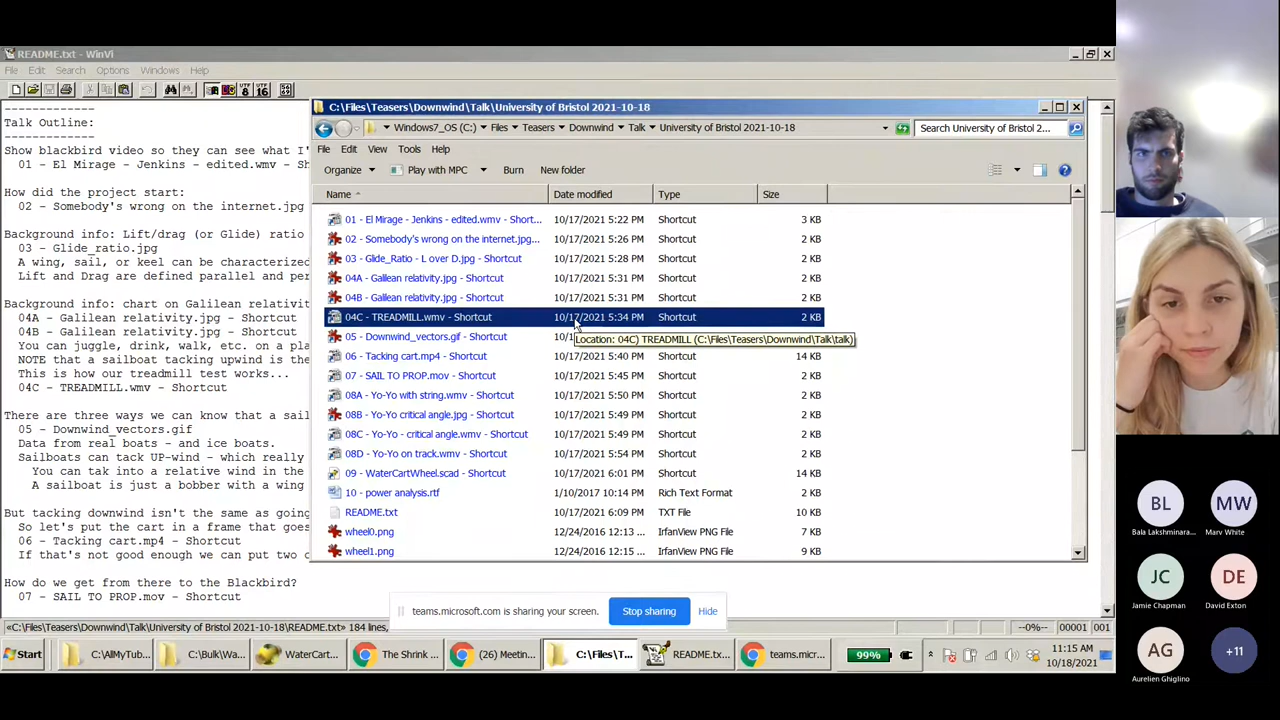 README.txt - WinVi
File Edit Search Options Windows Help
UTF 8 UTF 16
-------------
Talk Outline:
-------------
Show blackbird video so they can see what I'
01 - El Mirage - Jenkins - edited.wmv - S
How did the project start:
02 - Somebody's wrong on the internet.jpg
Background info: Lift/drag (or Glide) ratio
03 - Glide_ratio.jpg
A wing, sail, or keel can be characterized
Lift and Drag are defined parallel and per
Background info: chart on Galilean relativit
04A - Galilean relativity.jpg - Shortcut
04B - Galilean relativity.jpg - Shortcut
You can juggle, drink, walk, etc.
NOTE that a sailboat tacking upwind is the
This is how our treadmill test works...
04C - TREADMILL.wmv - Shortcut
There are three ways we can know that a sail
05 - Downwind_vectors.gif
Data from real boats - and ice boats.
Sailboats can tack UP-wind - which really
You can tak into a relative wind in the
A sailboat is just a bobber with a wing
But tacking downwind isn't the same as going
So let's put the cart in a frame that goes
06 - Tacking cart.mp4 - Shortcut
If that's not good enough we can put two c
How do we get from there to the Blackbird?
07 - SAIL TO PROP.mov - Shortcut
«C:\Files\Teasers\Downwind\Talk\University of Bristol 2021-10-18\README.txt» 184 lines, --0%-- 00001 001
C:\Files\Teasers\Downwind\Talk\University of Bristol 2021-10-18
Windows7_OS (C:) Files Teasers Downwind Talk University of Bristol 2021-10-18 Search University of Bristol 2...
File Edit View Tools Help
Organize Play with MPC Burn New folder
Name Date modified Type Size
01 - El Mirage - Jenkins - edited.wmv - Short... 10/17/2021 5:22 PM Shortcut 3 KB
02 - Somebody's wrong on the internet.jpg... 10/17/2021 5:26 PM Shortcut 2 KB
03 - Glide_Ratio - L over D.jpg - Shortcut 10/17/2021 5:28 PM Shortcut 2 KB
04A - Galilean relativity.jpg - Shortcut 10/17/2021 5:31 PM Shortcut 2 KB
04B - Galilean relativity.jpg - Shortcut 10/17/2021 5:31 PM Shortcut 2 KB
04C - TREADMILL.wmv - Shortcut 10/17/2021 5:34 PM Shortcut 2 KB
05 - Downwind_vectors.gif - Shortcut 10/1
Location: 04C) TREADMILL (C:\Files\Teasers\Downwind\Talk\talk)
06 - Tacking cart.mp4 - Shortcut 10/17/2021 5:40 PM Shortcut 14 KB
07 - SAIL TO PROP.mov - Shortcut 10/17/2021 5:45 PM Shortcut 2 KB
08A - Yo-Yo with string.wmv - Shortcut 10/17/2021 5:50 PM Shortcut 2 KB
08B - Yo-Yo critical angle.jpg - Shortcut 10/17/2021 5:49 PM Shortcut 2 KB
08C - Yo-Yo - critical angle.wmv - Shortcut 10/17/2021 5:49 PM Shortcut 2 KB
08D - Yo-Yo on track.wmv - Shortcut 10/17/2021 5:54 PM Shortcut 2 KB
09 - WaterCartWheel.scad - Shortcut 10/17/2021 6:01 PM Shortcut 14 KB
10 - power analysis.rtf 1/10/2017 10:14 PM Rich Text Format 2 KB
README.txt 10/17/2021 6:09 PM TXT File 10 KB
wheel0.png 12/24/2016 12:13 ... IrfanView PNG File 7 KB
wheel1.png 12/24/2016 12:15 ... IrfanView PNG File 9 KB
teams.microsoft.com is sharing your screen. Stop sharing Hide
Start C:\AllMyTub... C:\Bulk\Wa... WaterCart... The Shrink ... (26) Meetin... C:\Files\T... README.tx... teams.micr... 99% 11:15 AM
10/18/2021
BL MW
Bala Lakshminara... Marv White
JC DE
Jamie Chapman David Exton
AG +11
Aurelien Ghiglino